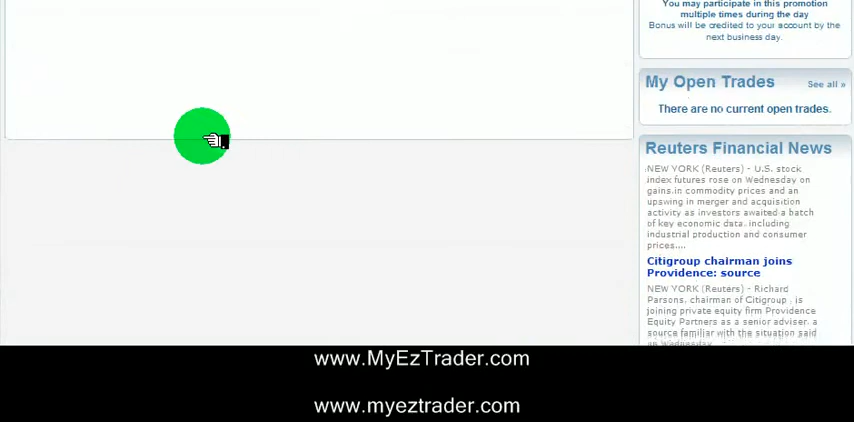 You may participate in this promotion
multiple times during the day
Bonus will be credited to your account by the
next business day.
My Open Trades
See all »
There are no current open trades.
Reuters Financial News
NEW YORK (Reuters) - U.S. stock
index futures rose on Wednesday on
gains in commodity prices and an
upswing in merger and acquisition
activity as investors awaited a batch
of key economic data, including
industrial production and consumer
prices....
Citigroup chairman joins
Providence: source
NEW YORK (Reuters) - Richard
Parsons, chairman of Citigroup , is
joining private equity firm Providence
Equity Partners as a senior adviser, a
source familiar with the situation said
on Wednesday
www.MyEzTrader.com
www.myeztrader.com